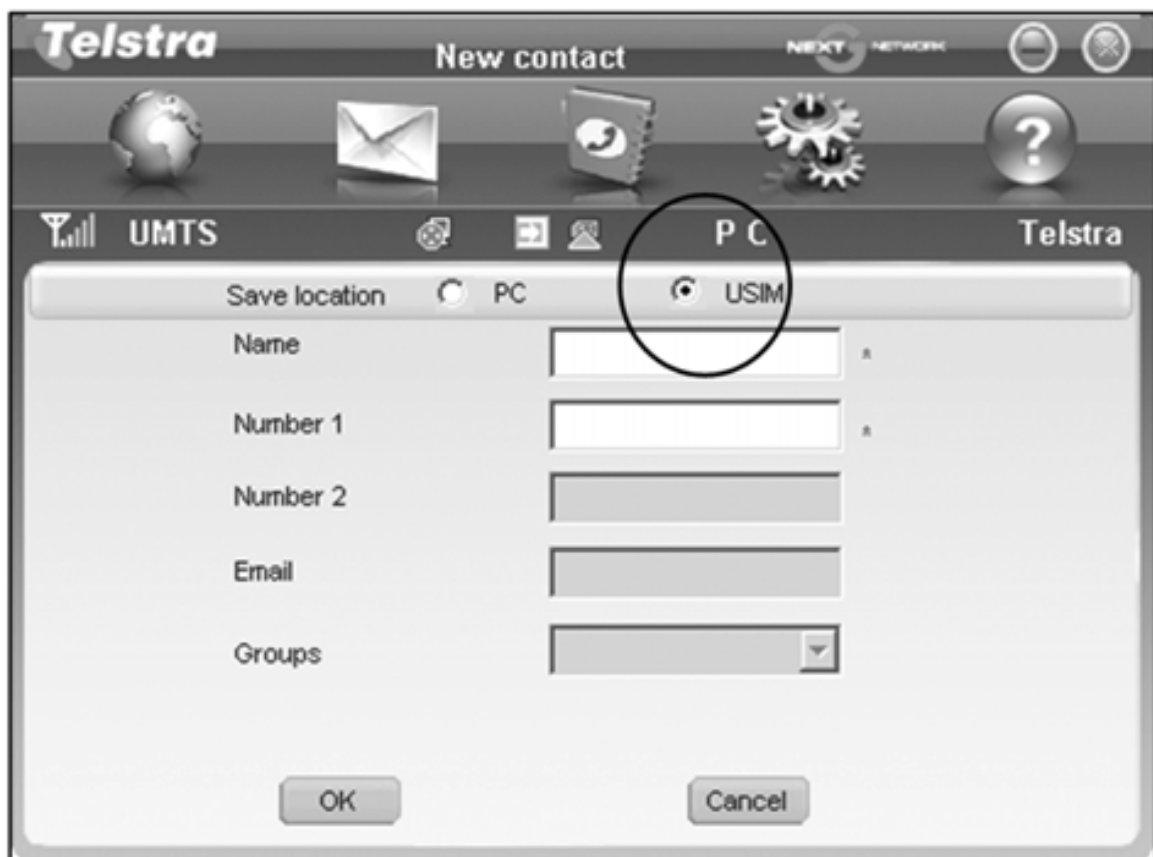 Telstra
New contact
NEXT G NETWORK
?
UMTS
P C
Telstra
Save location
PC
USIM
Name
*
Number 1
*
Number 2
Email
Groups
OK
Cancel